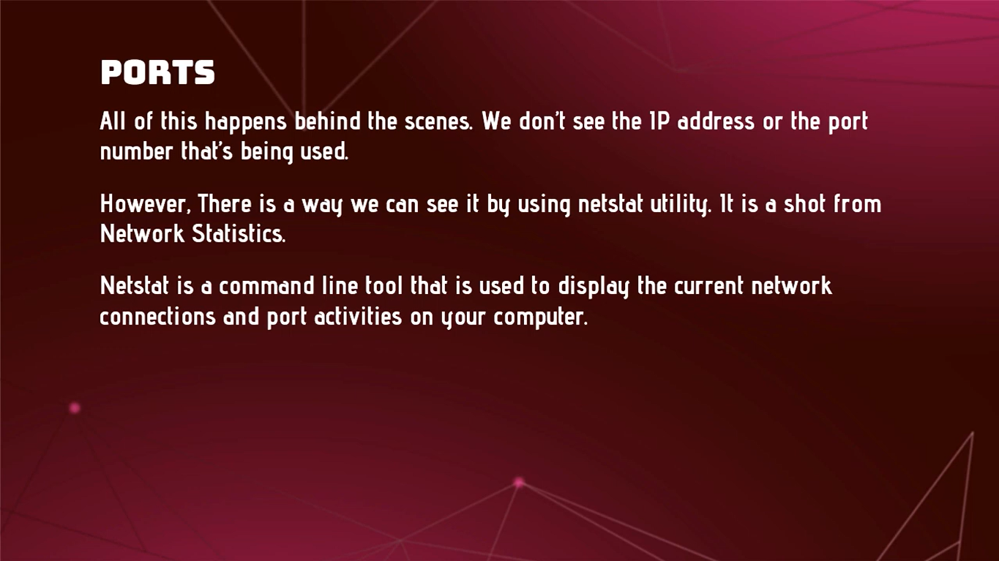 PORTS
All of this happens behind the scenes. We don't see the IP address or the port
number that's being used.
However, There is a way we can see it by using netstat utility. It is a shot from
Network Statistics.
Netstat is a command line tool that is used to display the current network
connections and port activities on your computer.